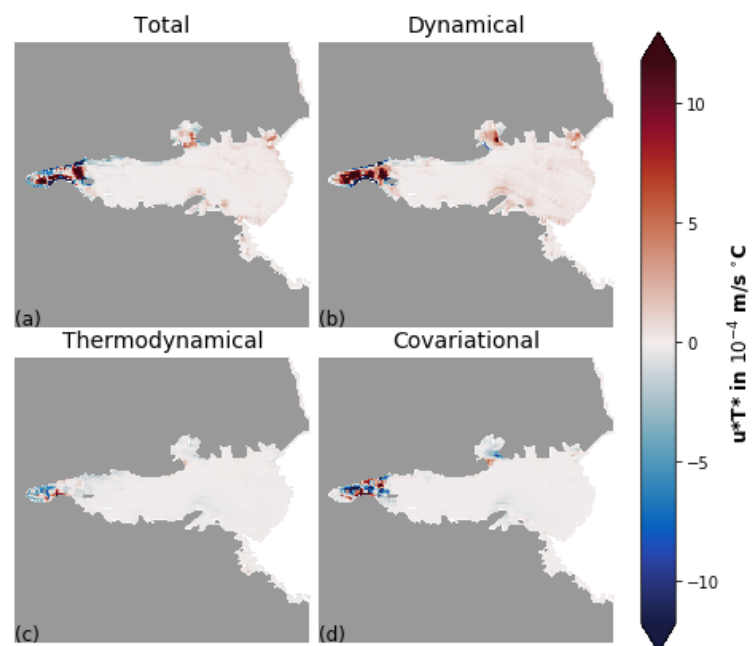 Total
Dynamical
(a)
(b)
Thermodynamical
Covariational
(c)
(d)
10
5
0
−5
−10
u*T* in 10⁻⁴ m/s °C